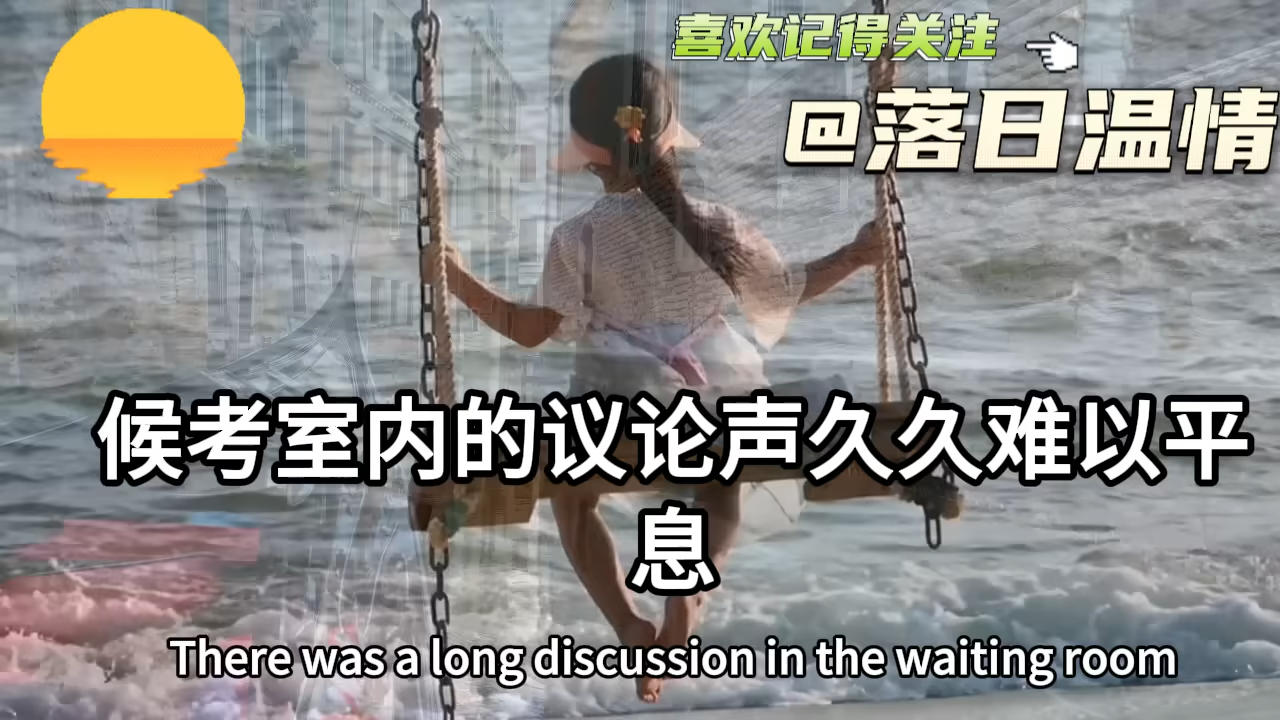 喜欢记得关注
@落日温情
候考室内的议论声久久难以平
息
There was a long discussion in the waiting room